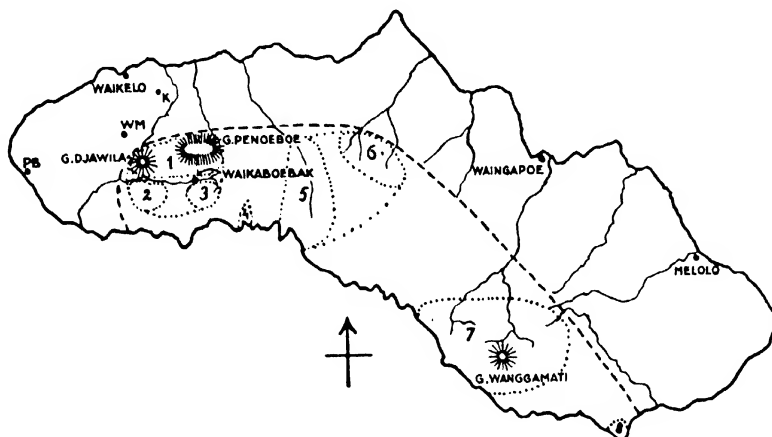 WAIKELO
K
WM
G.PENOEBOE
G.DJAWILA
1
6
PB
WAIKABOEBAK
WAINGAPOE
2
3
5
4
MELOLO
7
G.WANGGAMATI
8